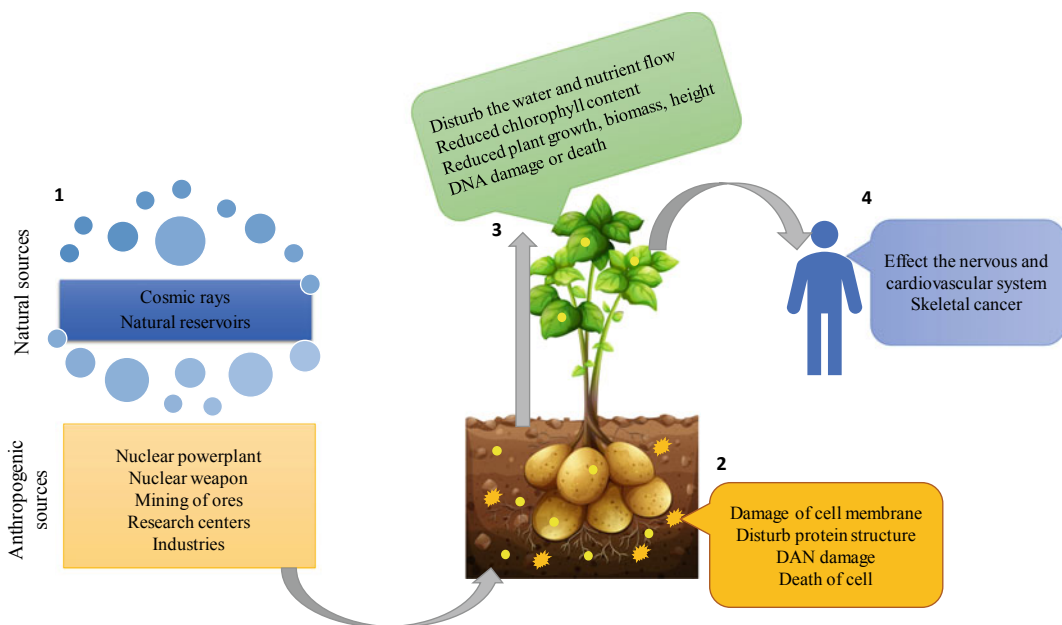 1
Natural sources
Cosmic rays
Natural reservoirs
Anthropogenic
sources
Nuclear powerplant
Nuclear weapon
Mining of ores
Research centers
Industries
2
Damage of cell membrane
Disturb protein structure
DAN damage
Death of cell
3
Disturb the water and nutrient flow
Reduced chlorophyll content
Reduced plant growth, biomass, height
DNA damage or death
4
Effect the nervous and
cardiovascular system
Skeletal cancer